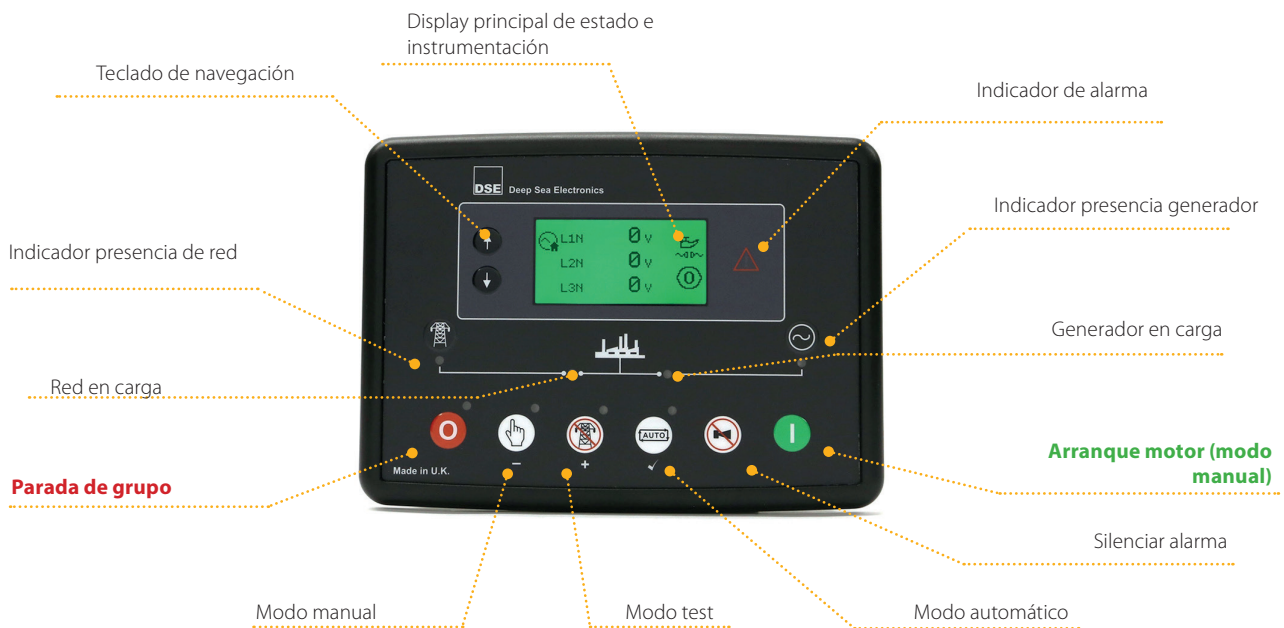 Display principal de estado e
instrumentación
Teclado de navegación
Indicador de alarma
DSE Deep Sea Electronics
Indicador presencia generador
L1N 0 V
L2N 0 V
L3N 0 V
Indicador presencia de red
Generador en carga
Red en carga
O
AUTO
I
Arranque motor (modo
manual)
Made in U.K.
- + ✓
Parada de grupo
Silenciar alarma
Modo manual
Modo test
Modo automático